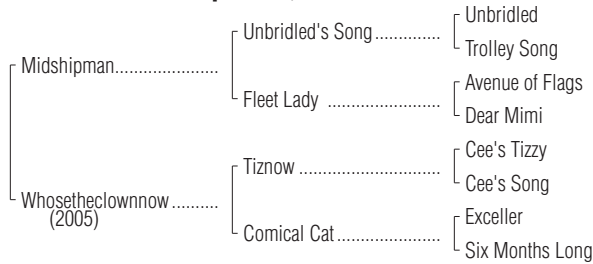 Unbridled
Unbridled's Song..............
Trolley Song
Midshipman.....................
Avenue of Flags
Fleet Lady .......................
Dear Mimi
Cee's Tizzy
Tiznow .............................
Cee's Song
Whosetheclownnow..........
(2005)
Exceller
Comical Cat.....................
Six Months Long